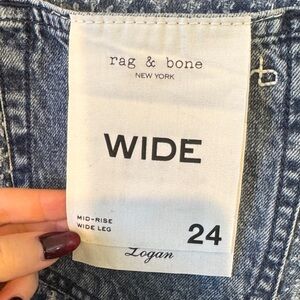 rag & bone
NEW YORK
WIDE
MID-RISE
WIDE LEG
24
Logan